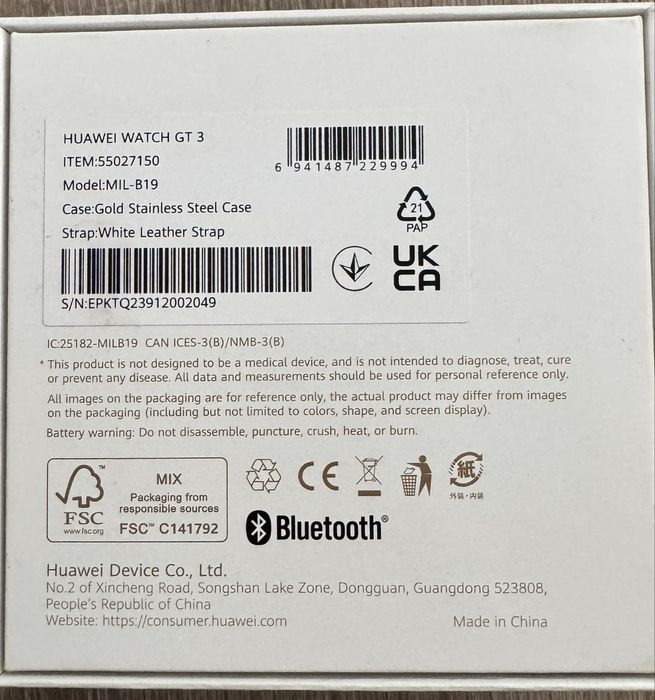 HUAWEI WATCH GT 3
ITEM:55027150
6 941487 229994
Model:MIL-B19
Case:Gold Stainless Steel Case
Strap:White Leather Strap
21
PAP
UK
CA
S/N:EPKTQ23912002049
IC:25182-MILB19 CAN ICES-3(B)/NMB-3(B)
* This product is not designed to be a medical device, and is not intended to diagnose, treat, cure
or prevent any disease. All data and measurements should be used for personal reference only.
All images on the packaging are for reference only, the actual product may differ from images
on the packaging (including but not limited to colors, shape, and screen display).
Battery warning: Do not disassemble, puncture, crush, heat, or burn.
FSC
www.fsc.org
MIX
Packaging from
responsible sources
FSC™ C141792
CE
紙
外装・内装
Bluetooth®
Huawei Device Co., Ltd.
No.2 of Xincheng Road, Songshan Lake Zone, Dongguan, Guangdong 523808,
People's Republic of China
Website: https://consumer.huawei.com
Made in China